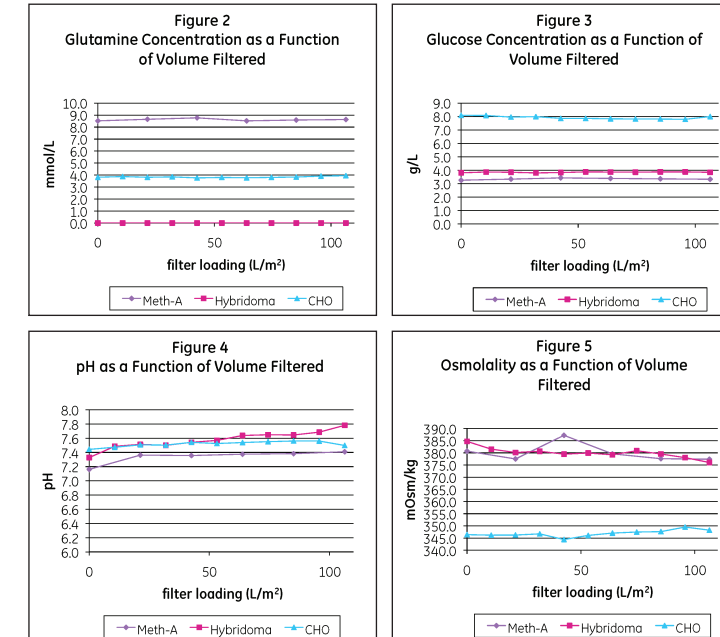 Figure 2
Glutamine Concentration as a Function
of Volume Filtered
mmol/L
10.0
9.0
8.0
7.0
6.0
5.0
4.0
3.0
2.0
1.0
0.0
0 50 100
filter loading (L/m²)
Meth-A Hybridoma CHO
Figure 3
Glucose Concentration as a Function of
Volume Filtered
g/L
9.0
8.0
7.0
6.0
5.0
4.0
3.0
2.0
1.0
0.0
0 50 100
filter loading (L/m²)
Meth-A Hybridoma CHO
Figure 4
pH as a Function of Volume Filtered
pH
8.0
7.8
7.6
7.4
7.2
7.0
6.8
6.6
6.4
6.2
6.0
0 50 100
filter loading (L/m²)
Meth-A Hybridoma CHO
Figure 5
Osmolality as a Function of Volume
Filtered
mOsm/kg
390.0
385.0
380.0
375.0
370.0
365.0
360.0
355.0
350.0
345.0
340.0
0 50 100
filter loading (L/m²)
Meth-A Hybridoma CHO